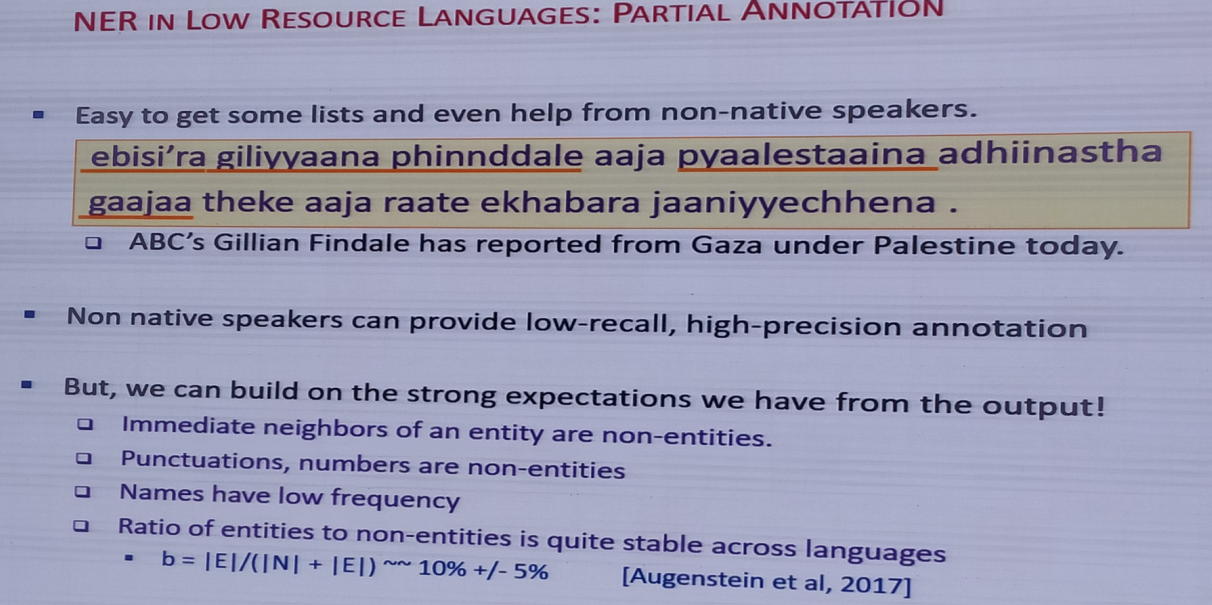 NER IN LOW RESOURCE LANGUAGES: PARTIAL ANNOTATION
▪ Easy to get some lists and even help from non-native speakers.
ebisi'ra giliyyaana phinnddale aaja pyaalestaaina adhiinastha
gaajaa theke aaja raate ekhabara jaaniyyechhena .
❑ ABC's Gillian Findale has reported from Gaza under Palestine today.
▪ Non native speakers can provide low-recall, high-precision annotation
▪ But, we can build on the strong expectations we have from the output!
❑ Immediate neighbors of an entity are non-entities.
❑ Punctuations, numbers are non-entities
❑ Names have low frequency
❑ Ratio of entities to non-entities is quite stable across languages
▪ b = |E|/(|N| + |E|) ~~ 10% +/- 5% [Augenstein et al, 2017]